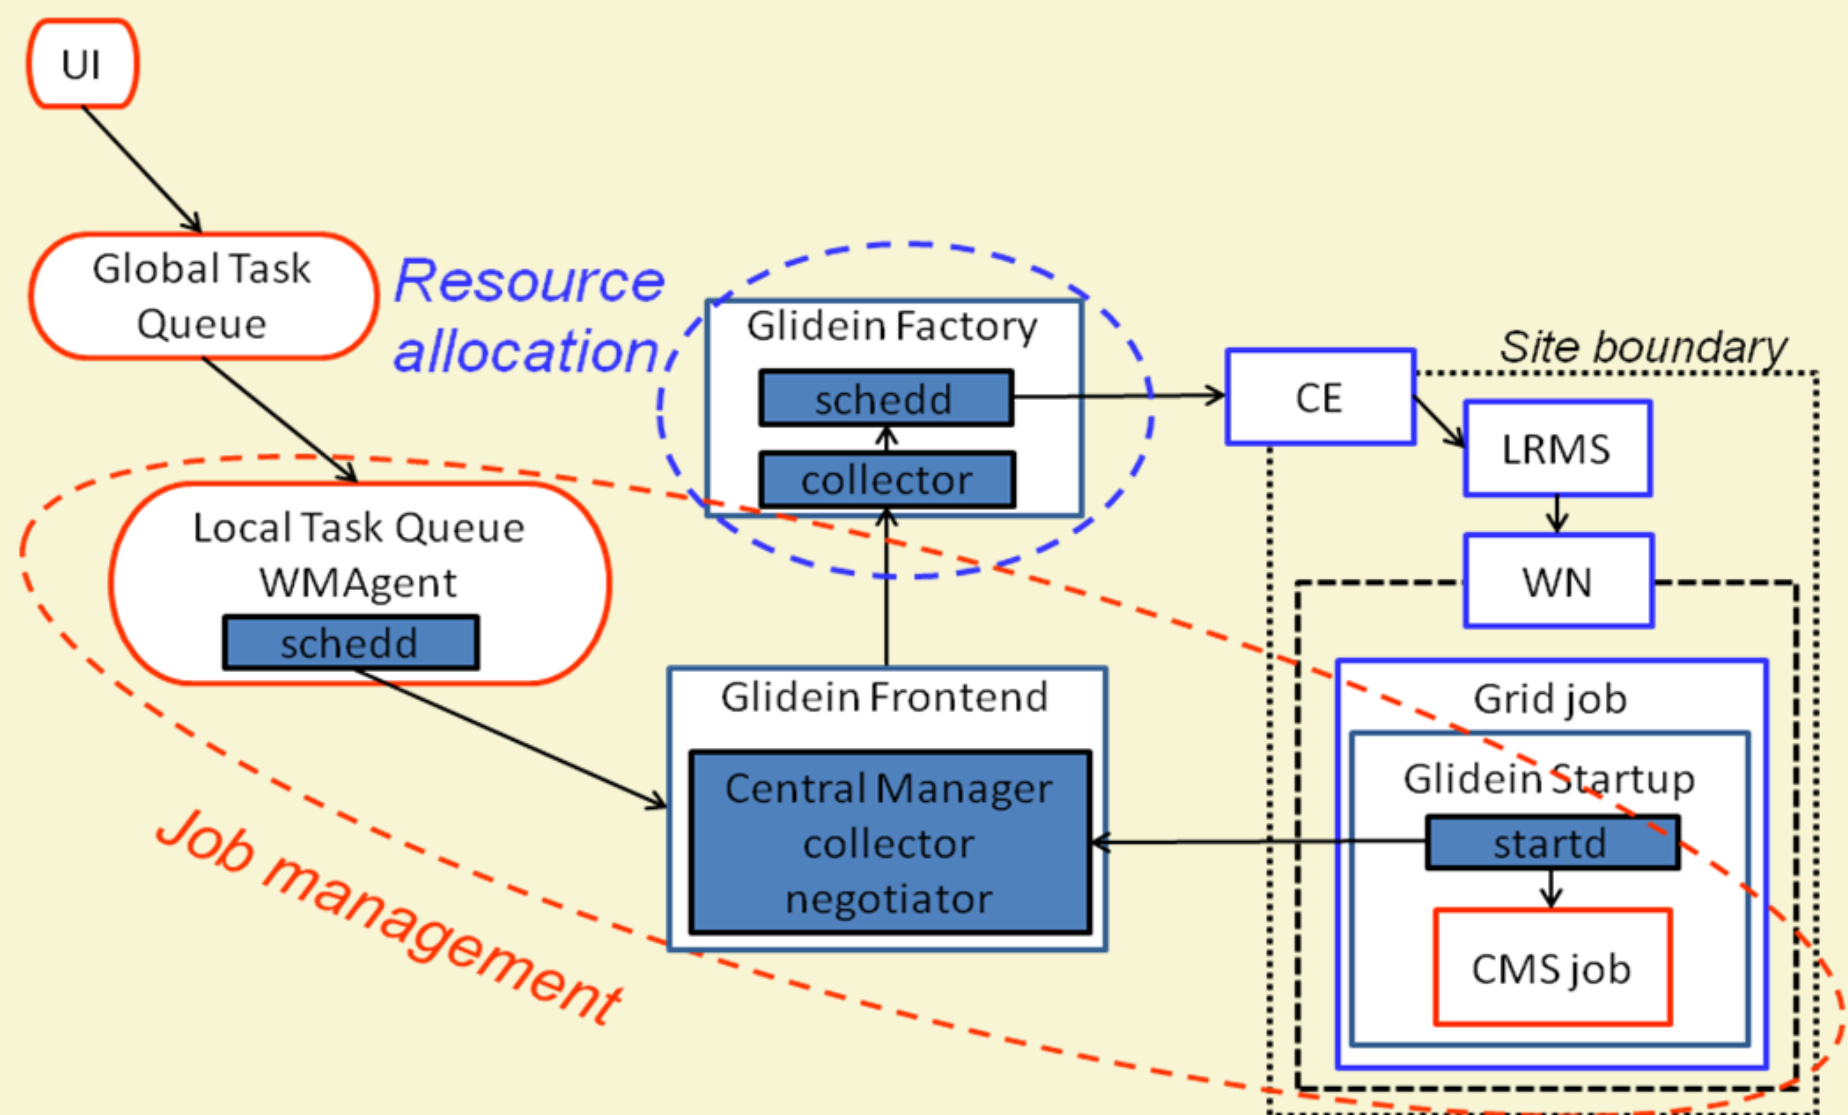 UI
Global Task
Queue
Resource
allocation
Glidein Factory
schedd
collector
CE
Site boundary
LRMS
WN
Local Task Queue
WMAgent
schedd
Glidein Frontend
Central Manager
collector
negotiator
Grid job
Glidein Startup
startd
CMS job
Job management